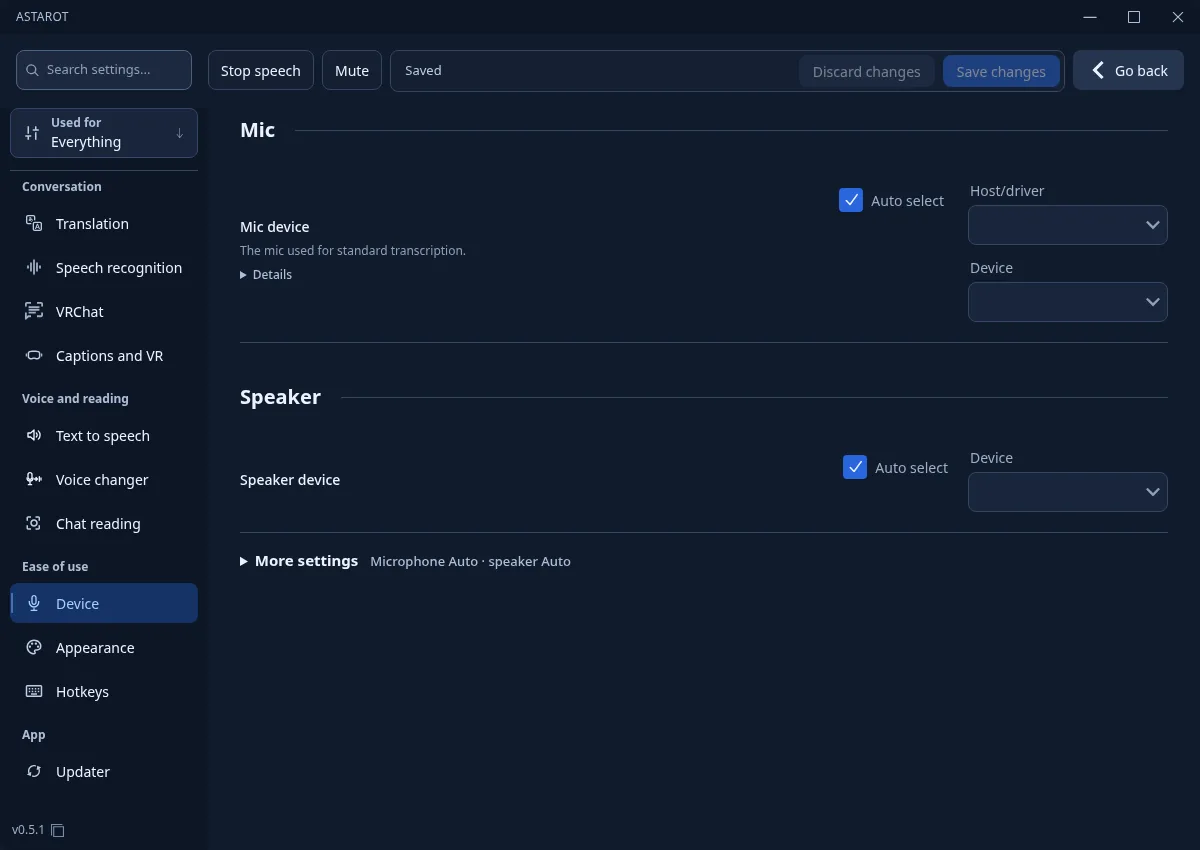 ASTAROT
Search settings...
Stop speech
Mute
Saved
Discard changes
Save changes
Go back
Used for
Everything
Conversation
Translation
Speech recognition
VRChat
Captions and VR
Voice and reading
Text to speech
Voice changer
Chat reading
Ease of use
Device
Appearance
Hotkeys
App
Updater
v0.5.1
Mic
Mic device
The mic used for standard transcription.
Details
Auto select
Host/driver
Device
Speaker
Speaker device
Auto select
Device
More settings Microphone Auto · speaker Auto